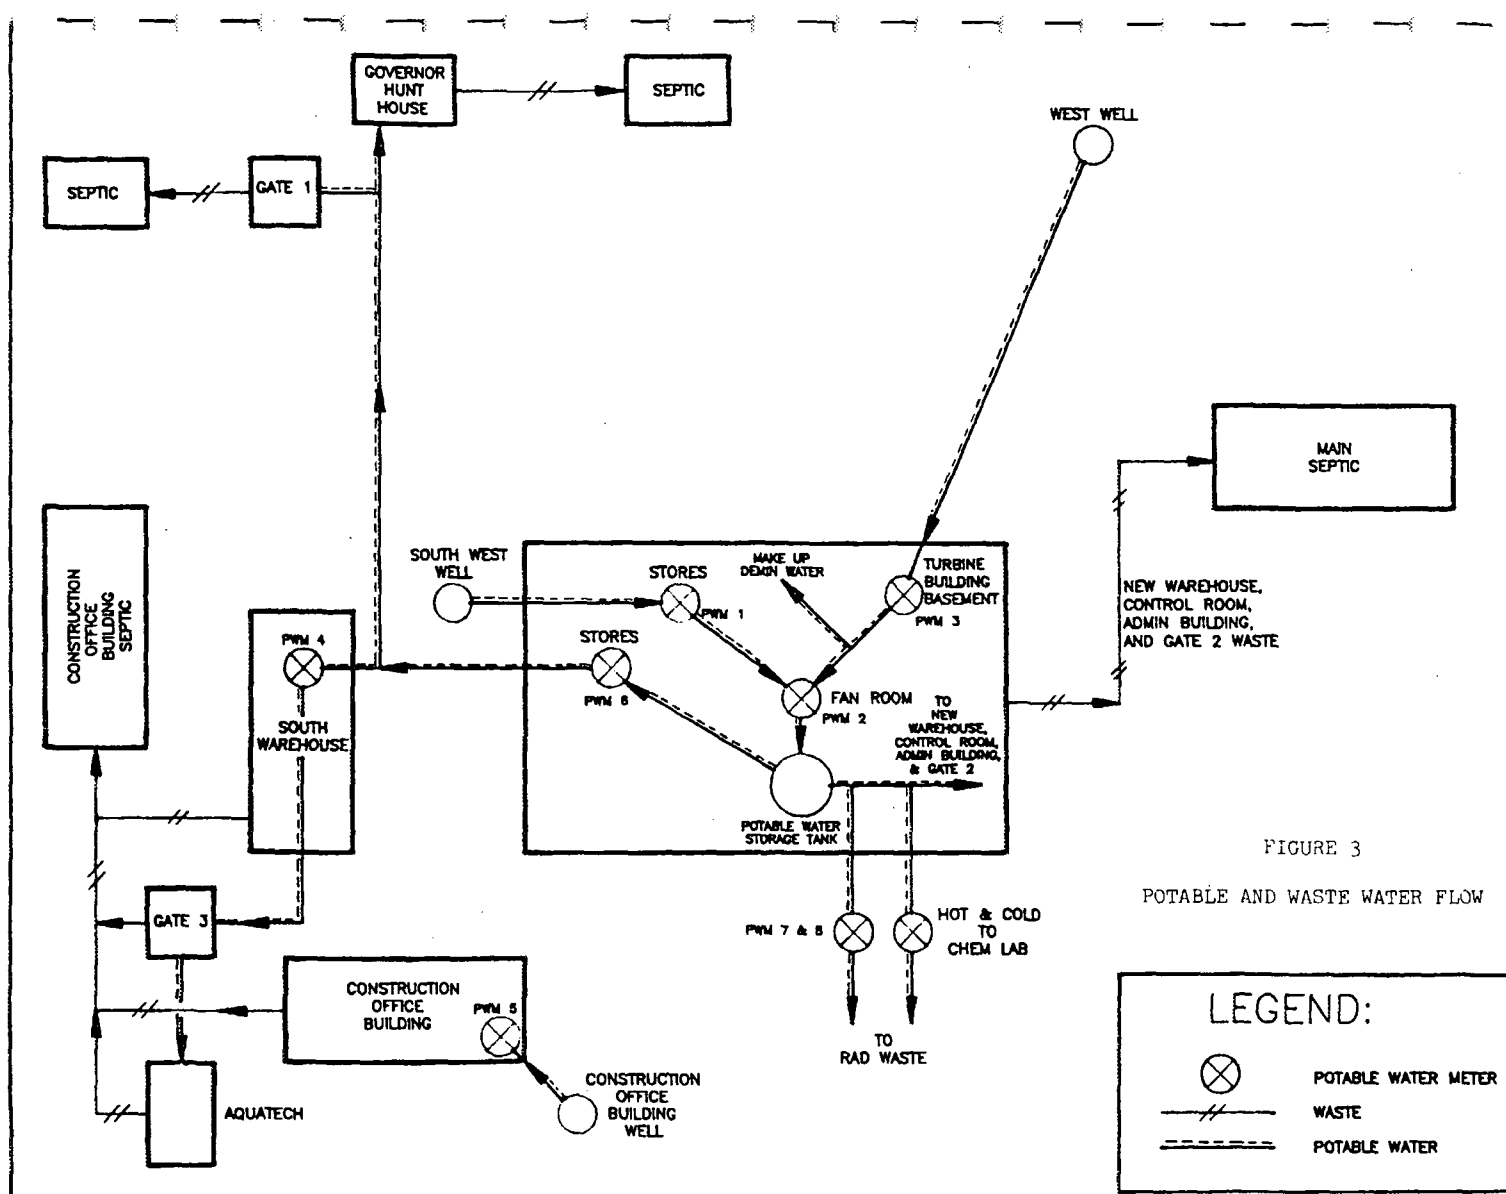 GOVERNOR
HUNT
HOUSE
SEPTIC
WEST WELL
SEPTIC
GATE 1
MAIN
SEPTIC
CONSTRUCTION
OFFICE
BUILDING
SEPTIC
SOUTH WEST
WELL
STORES
PWM 1
MAKE UP
DEMIN WATER
TURBINE
BUILDING
BASEMENT
PWM 3
NEW WAREHOUSE,
CONTROL ROOM,
ADMIN BUILDING,
AND GATE 2 WASTE
PWM 4
STORES
PWM 6
FAN ROOM
PWM 2
SOUTH
WAREHOUSE
TO
NEW
WAREHOUSE,
CONTROL ROOM,
ADMIN BUILDING,
& GATE 2
POTABLE WATER
STORAGE TANK
FIGURE 3
POTABLE AND WASTE WATER FLOW
GATE 3
PWM 7 & 8
HOT & COLD
TO
CHEM LAB
CONSTRUCTION
OFFICE
BUILDING
PWM 5
TO
RAD WASTE
AQUATECH
CONSTRUCTION
OFFICE
BUILDING
WELL
LEGEND:
POTABLE WATER METER
WASTE
POTABLE WATER